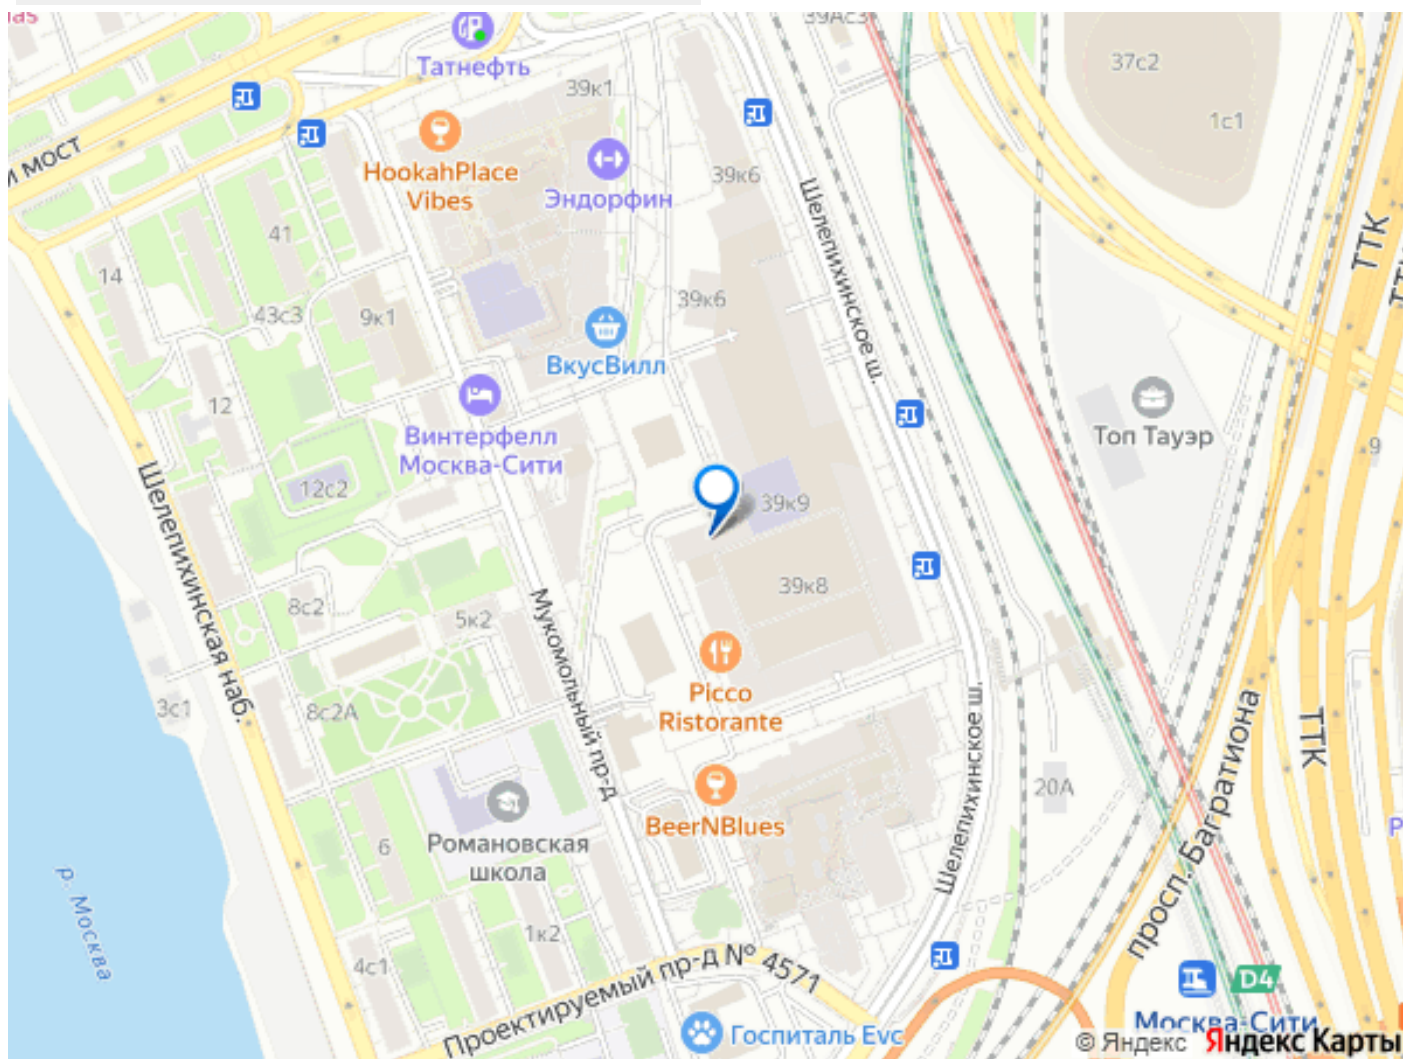 39Ас3
Татнефть
37с2
39к1
1с1
HookahPlace
Vibes
Эндорфин
39к6
и мост
Шелепихинское ш.
ТТК
41
14
39к6
43с3
9к1
ВкусВилл
12
Винтерфелл
Москва-Сити
Топ Тауэр
9
12с2
39к9
Шелепихинская наб.
39к8
8с2
5к2
Мукомольный пр-д
3с1
8с2А
Picco
Ristorante
Шелепихинское ш.
ТТК
просп. Багратиона
20А
BeerNBlues
6
Романовская
школа
р. Москва
1к2
4с1
Проектируемый пр-д № 4571
D4
Москва-Сити
Госпиталь Evc
© Яндекс Яндекс Карты